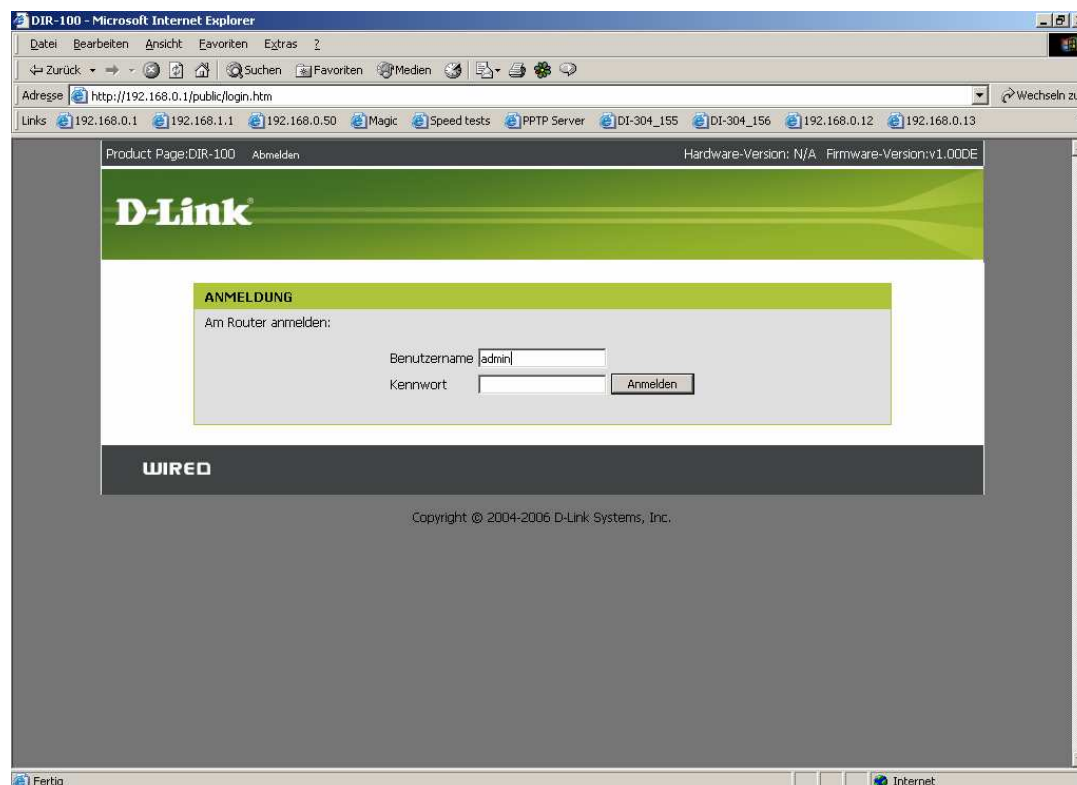 DIR-100 - Microsoft Internet Explorer
Datei Bearbeiten Ansicht Favoriten Extras ?
Zurück Suchen Favoriten Medien
Adresse http://192.168.0.1/public/login.htm Wechseln zu
Links 192.168.0.1 192.168.1.1 192.168.0.50 Magic Speed tests PPTP Server DI-304_155 DI-304_156 192.168.0.12 192.168.0.13
Product Page:DIR-100 Abmelden Hardware-Version: N/A Firmware-Version:v1.00DE
D-Link
ANMELDUNG
Am Router anmelden:
Benutzername admin
Kennwort Anmelden
WIRED
Copyright © 2004-2006 D-Link Systems, Inc.
Fertig Internet